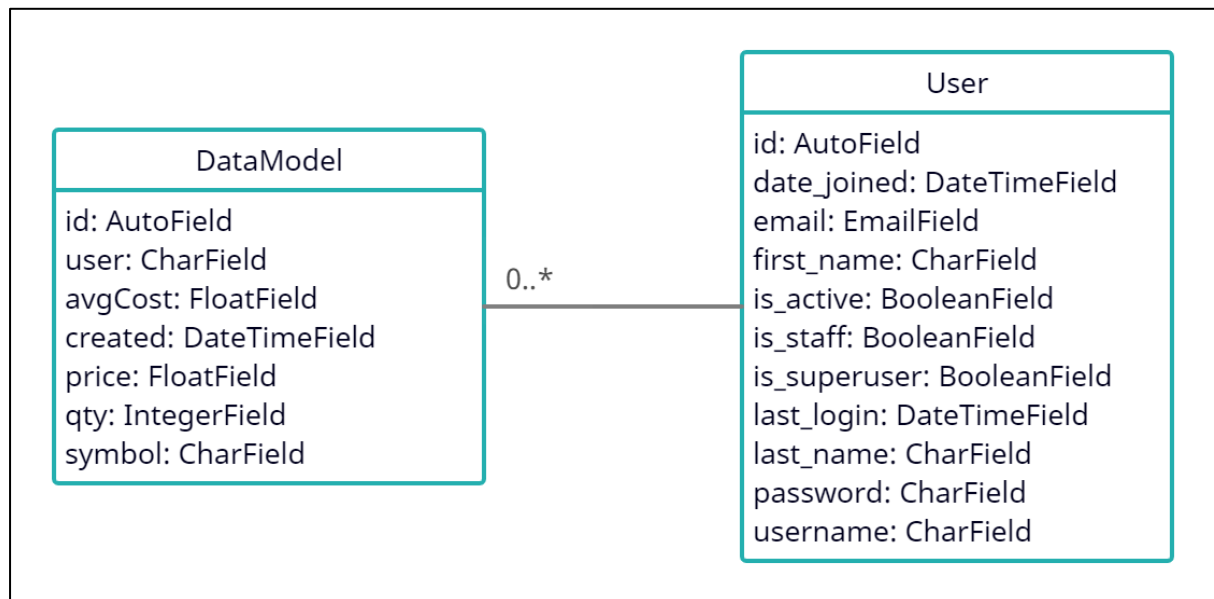 DataModel
id: AutoField
user: CharField
avgCost: FloatField
created: DateTimeField
price: FloatField
qty: IntegerField
symbol: CharField
0..*
User
id: AutoField
date_joined: DateTimeField
email: EmailField
first_name: CharField
is_active: BooleanField
is_staff: BooleanField
is_superuser: BooleanField
last_login: DateTimeField
last_name: CharField
password: CharField
username: CharField